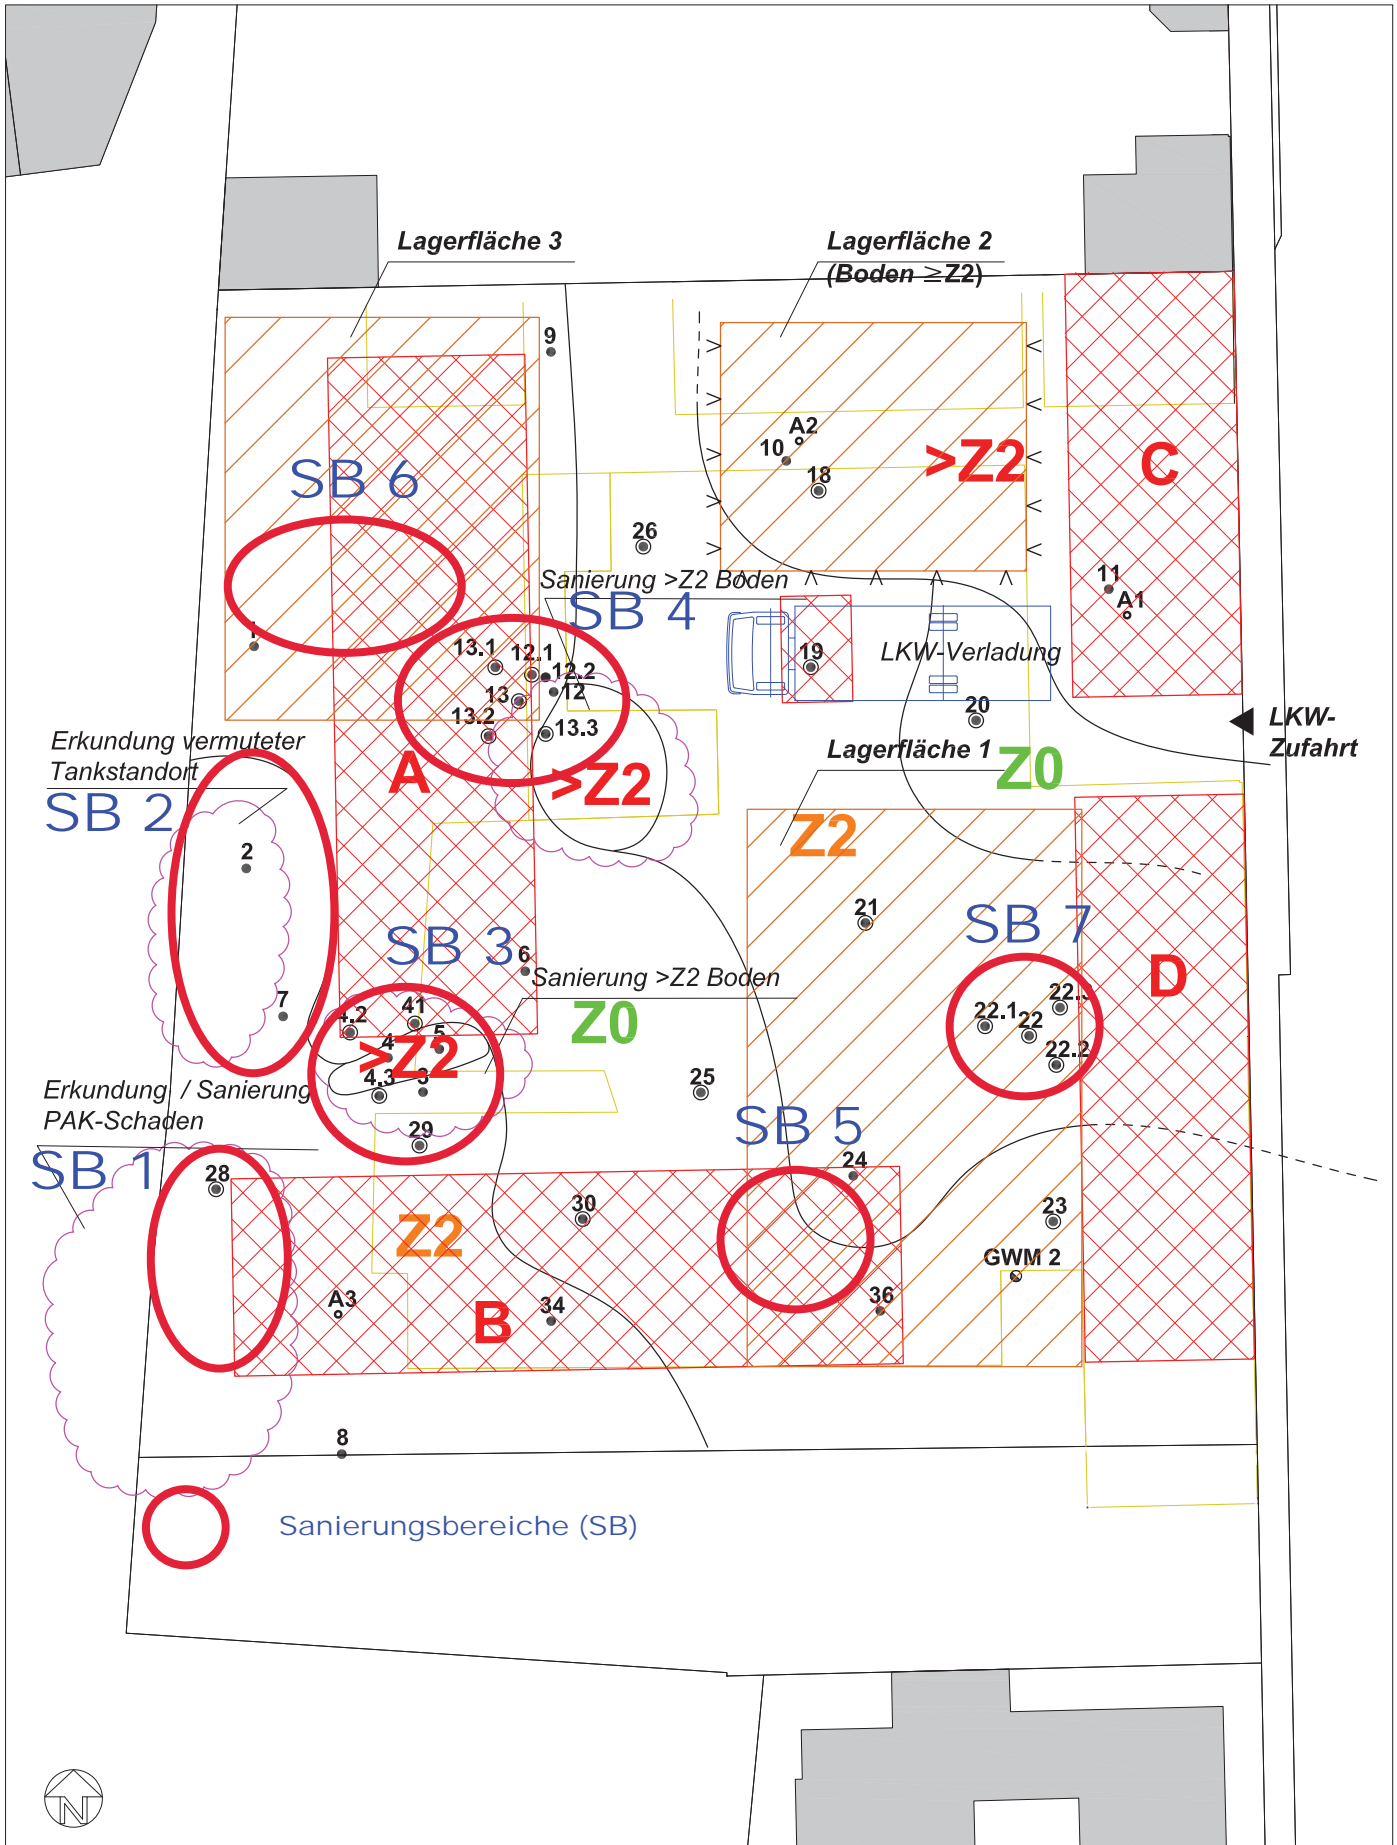 Lagerfläche 3
Lagerfläche 2
(Boden ≥Z2)
9
A2
10
18
>Z2
C
SB 6
26
11
A1
Sanierung >Z2 Boden
SB 4
1
13.1
12.1
12.2
12
13
13.2
13.3
19
LKW-Verladung
20
LKW-
Zufahrt
Erkundung vermuteter
Tankstandort
SB 2
A
>Z2
Lagerfläche 1
Z0
Z2
2
21
SB 7
SB 3
6
Sanierung >Z2 Boden
D
7
4.2
41
Z0
22.1
22
22.3
22.2
4
5
>Z2
4.3
3
25
Erkundung / Sanierung
PAK-Schaden
SB 1
29
SB 5
28
24
30
23
Z2
GWM 2
A3
34
B
36
8
Sanierungsbereiche (SB)
N